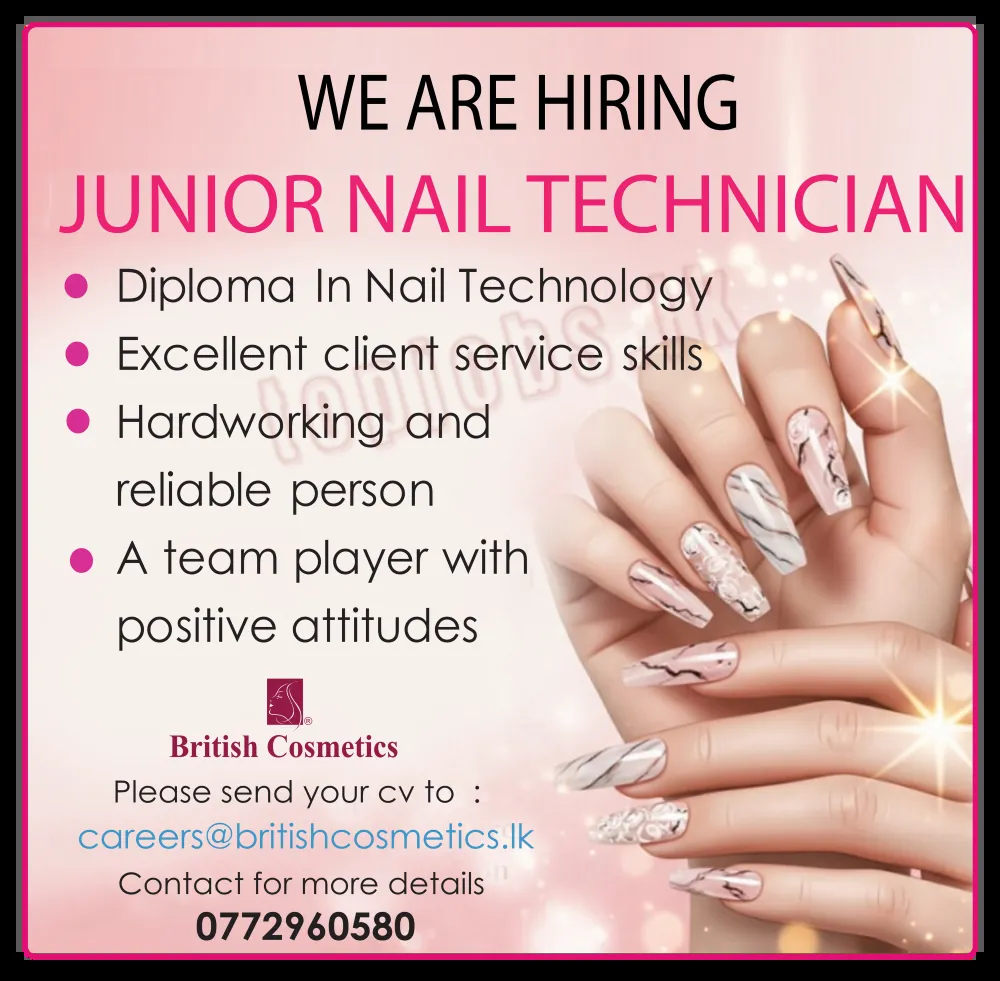 WE ARE HIRING
JUNIOR NAIL TECHNICIAN
Diploma In Nail Technology
Excellent client service skills
Hardworking and
reliable person
A team player with
positive attitudes
topjobs.lk
British Cosmetics®
Please send your cv to :
careers@britishcosmetics.lk
Contact for more details
0772960580